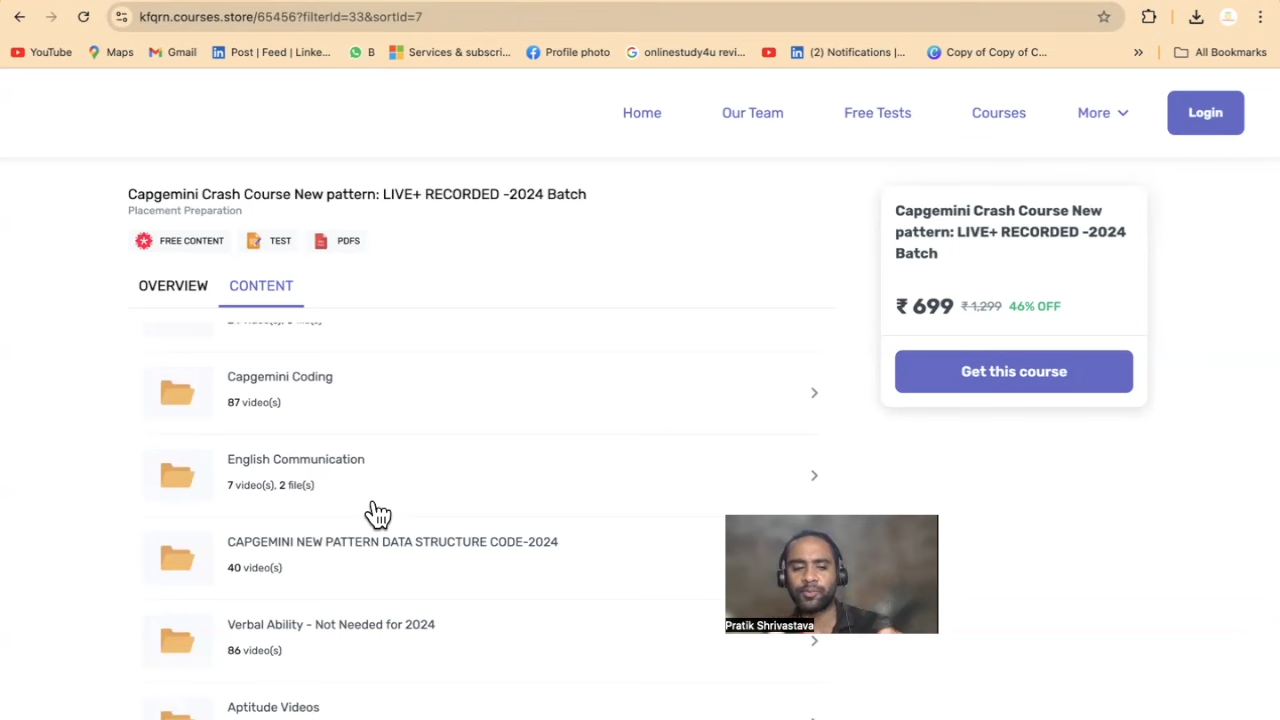 kfqrn.courses.store/65456?filterId=33&sortId=7
YouTube
Maps
Gmail
Post | Feed | Linke...
B
Services & subscri...
Profile photo
onlinestudy4u revi...
(2) Notifications |...
Copy of Copy of C...
»
All Bookmarks
Home
Our Team
Free Tests
Courses
More
Login
Capgemini Crash Course New pattern: LIVE+ RECORDED -2024 Batch
Placement Preparation
FREE CONTENT
TEST
PDFS
OVERVIEW
CONTENT
Capgemini Crash Course New
pattern: LIVE+ RECORDED -2024
Batch
₹ 699 ₹ 1,299 46% OFF
Get this course
Capgemini Coding
87 video(s)
English Communication
7 video(s), 2 file(s)
CAPGEMINI NEW PATTERN DATA STRUCTURE CODE-2024
40 video(s)
Verbal Ability - Not Needed for 2024
86 video(s)
Aptitude Videos
Pratik Shrivastava